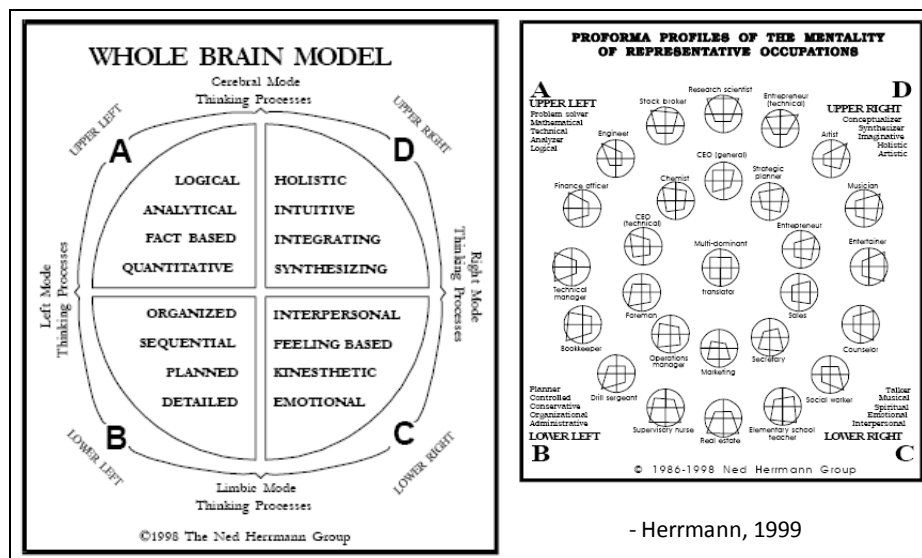 WHOLE BRAIN MODEL
Cerebral Mode
Thinking Processes
UPPER LEFT
UPPER RIGHT
A
D
LOGICAL
ANALYTICAL
FACT BASED
QUANTITATIVE
HOLISTIC
INTUITIVE
INTEGRATING
SYNTHESIZING
Left Mode
Thinking Processes
Right Mode
Thinking Processes
ORGANIZED
SEQUENTIAL
PLANNED
DETAILED
INTERPERSONAL
FEELING BASED
KINESTHETIC
EMOTIONAL
B
C
LOWER LEFT
LOWER RIGHT
Limbic Mode
Thinking Processes
©1998 The Ned Herrmann Group
PROFORMA PROFILES OF THE MENTALITY
OF REPRESENTATIVE OCCUPATIONS
A
UPPER LEFT
Problem solver
Mathematical
Technical
Analyzer
Logical
D
UPPER RIGHT
Conceptualizer
Synthesizer
Imaginative
Holistic
Artistic
Research scientist
Stock broker
Entrepreneur
(technical)
Engineer
Artist
CEO (general)
Chemist
Strategic
planner
Finance officer
Musician
CEO
(technical)
Entrepreneur
Multi-dominant
translator
Entertainer
Technical
manager
Foreman
Sales
Bookkeeper
Counselor
Operations
manager
Marketing
Secretary
Drill sergeant
Social worker
Supervisory nurse
Real estate
Elementary school
teacher
Planner
Controlled
Conservative
Organizational
Administrative
LOWER LEFT
B
Talker
Musical
Spiritual
Emotional
Interpersonal
LOWER RIGHT
C
© 1986-1998 Ned Herrmann Group
- Herrmann, 1999